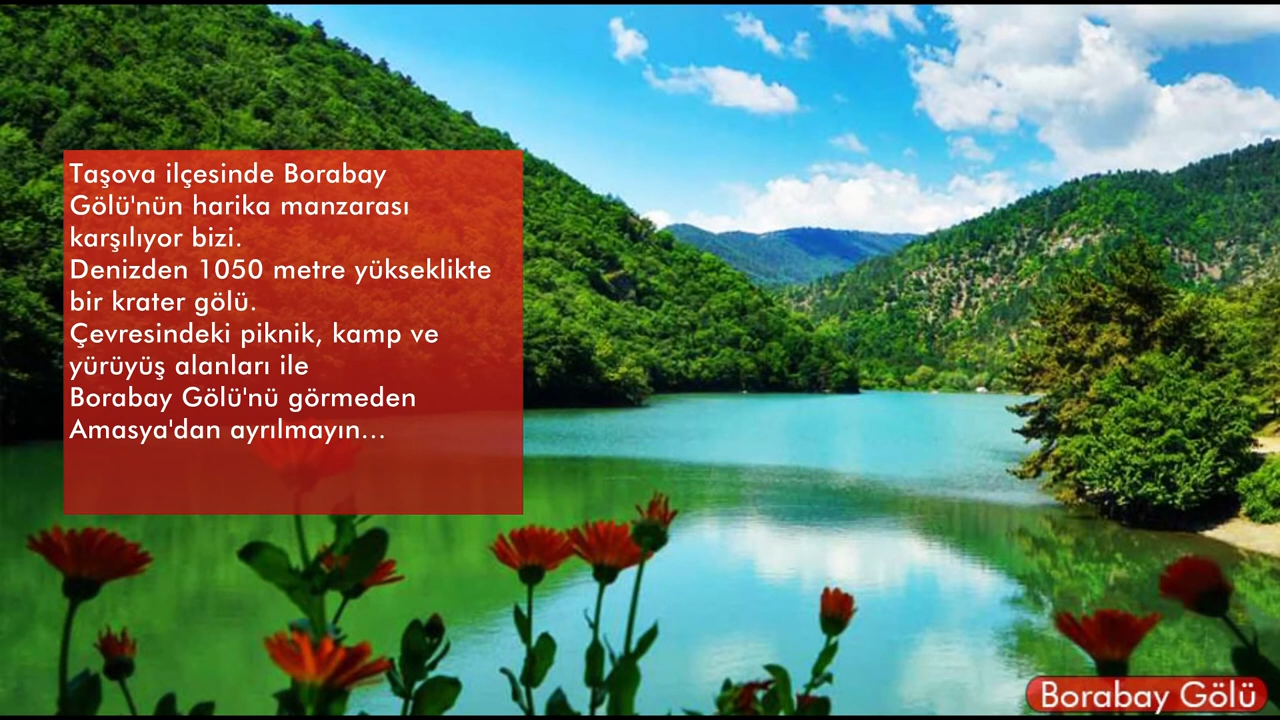 Taşova ilçesinde Borabay
Gölü'nün harika manzarası
karşılıyor bizi.
Denizden 1050 metre yükseklikte
bir krater gölü.
Çevresindeki piknik, kamp ve
yürüyüş alanları ile
Borabay Gölü'nü görmeden
Amasya'dan ayrılmayın...
Borabay Gölü